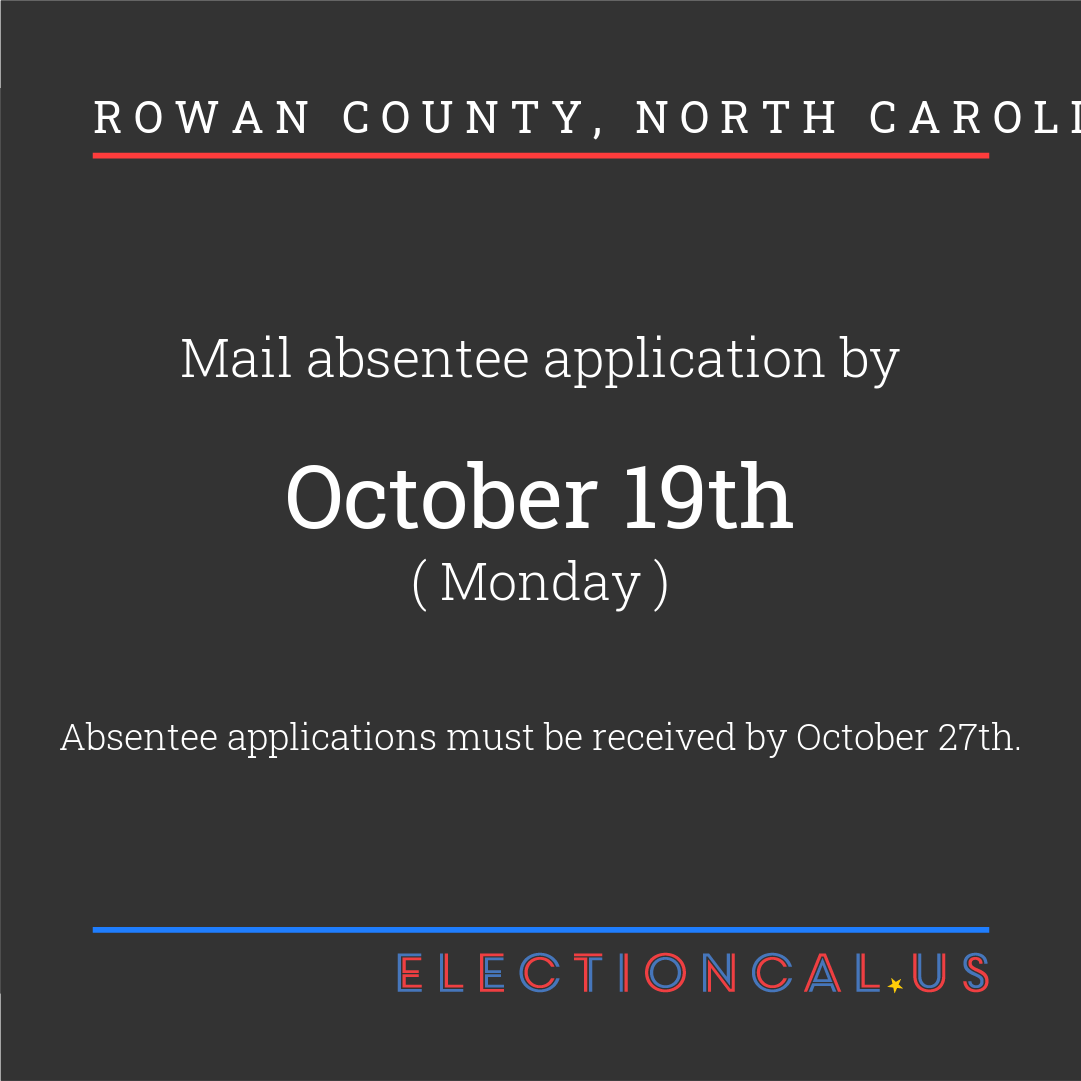 ROWAN COUNTY, NORTH CAROLI
Mail absentee application by
October 19th
( Monday )
Absentee applications must be received by October 27th.
ELECTIONCAL.US